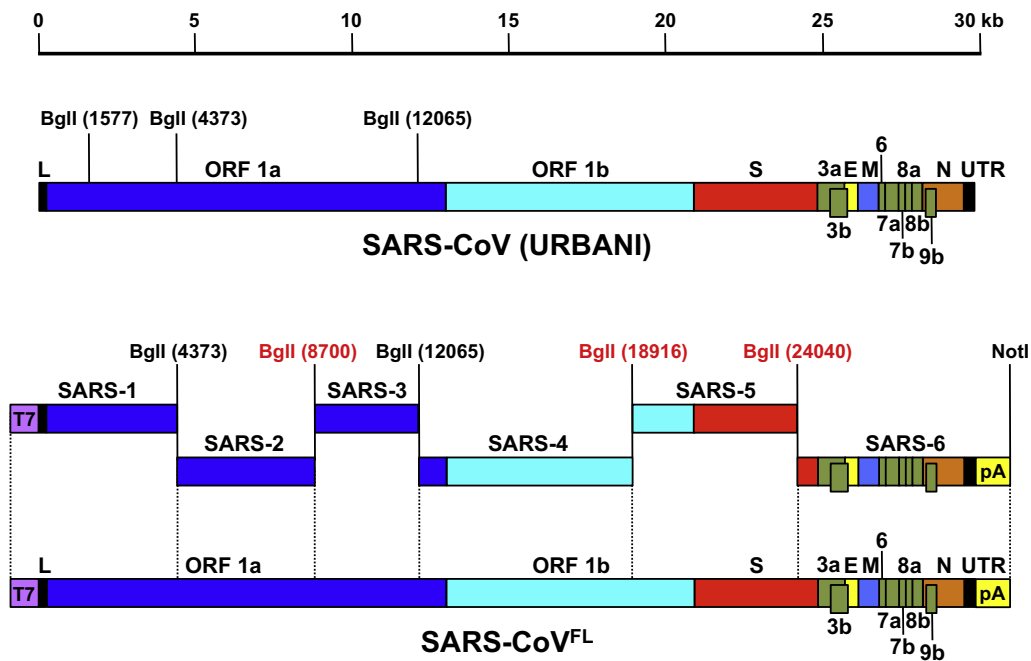 0 5 10 15 20 25 30 kb
BglI (1577) BglI (4373) BglI (12065)
6
L ORF 1a ORF 1b S 3a E M 8a N UTR
3b 7a 8b
7b
9b
SARS-CoV (URBANI)
BglI (4373) BglI (8700) BglI (12065) BglI (18916) BglI (24040) NotI
SARS-1 SARS-3 SARS-5
T7
SARS-2 SARS-4 SARS-6
pA
6
L ORF 1a ORF 1b S 3a E M 8a N UTR
T7 pA
3b 7a 8b
7b
9b
SARS-CoVFL